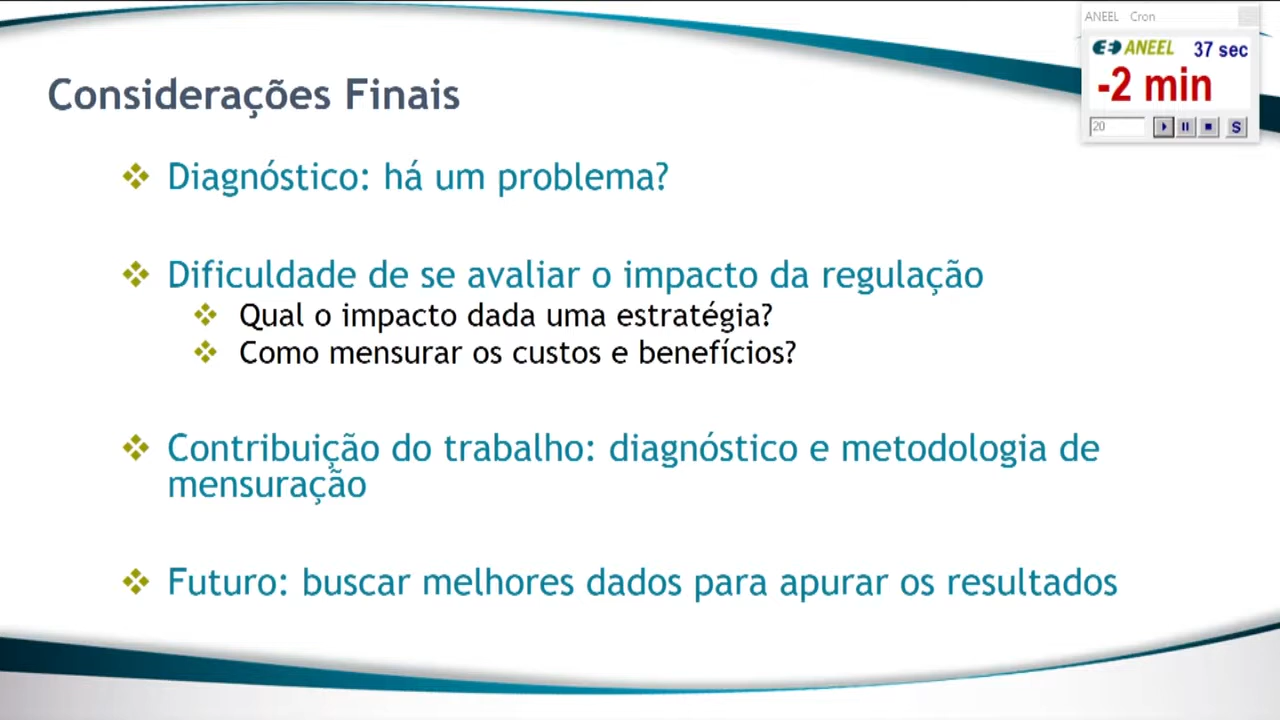 ANEEL Cron
ANEEL 37 sec
-2 min
20
S
Considerações Finais
Diagnóstico: há um problema?
Dificuldade de se avaliar o impacto da regulação
Qual o impacto dada uma estratégia?
Como mensurar os custos e benefícios?
Contribuição do trabalho: diagnóstico e metodologia de
mensuração
Futuro: buscar melhores dados para apurar os resultados